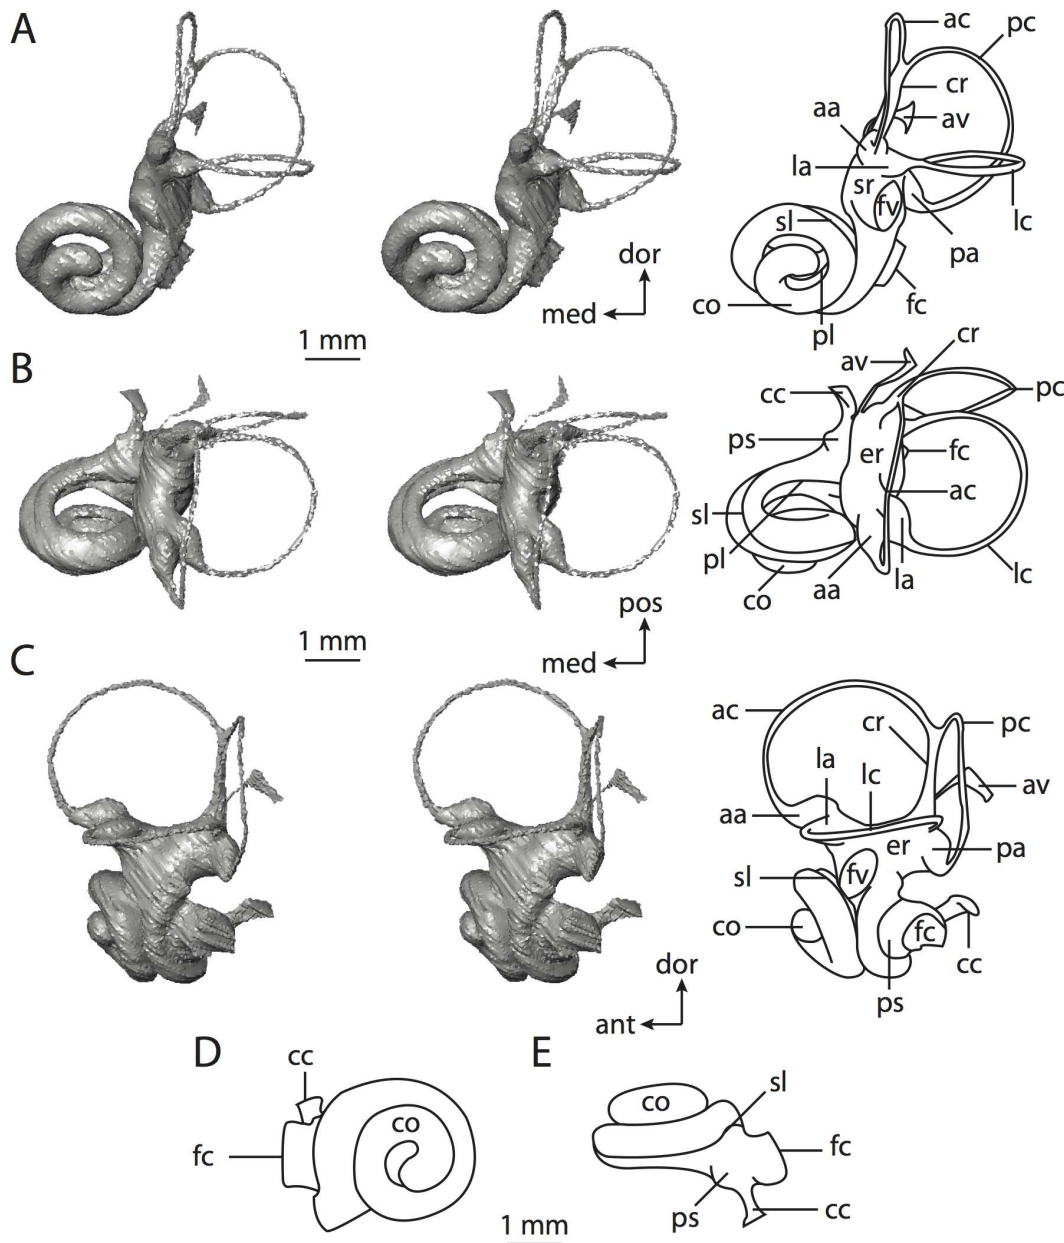 A
ac
pc
cr
aa
av
la
sr
fv
sl
lc
pa
dor
med
co
fc
pl
1 mm
B
cr
av
cc
pc
ps
er
fc
ac
sl
pl
la
lc
co
aa
pos
1 mm
med
C
ac
cr
pc
la
lc
av
aa
er
pa
sl
fv
co
fc
cc
dor
ps
ant
D
E
cc
sl
co
co
fc
fc
ps
cc
1 mm